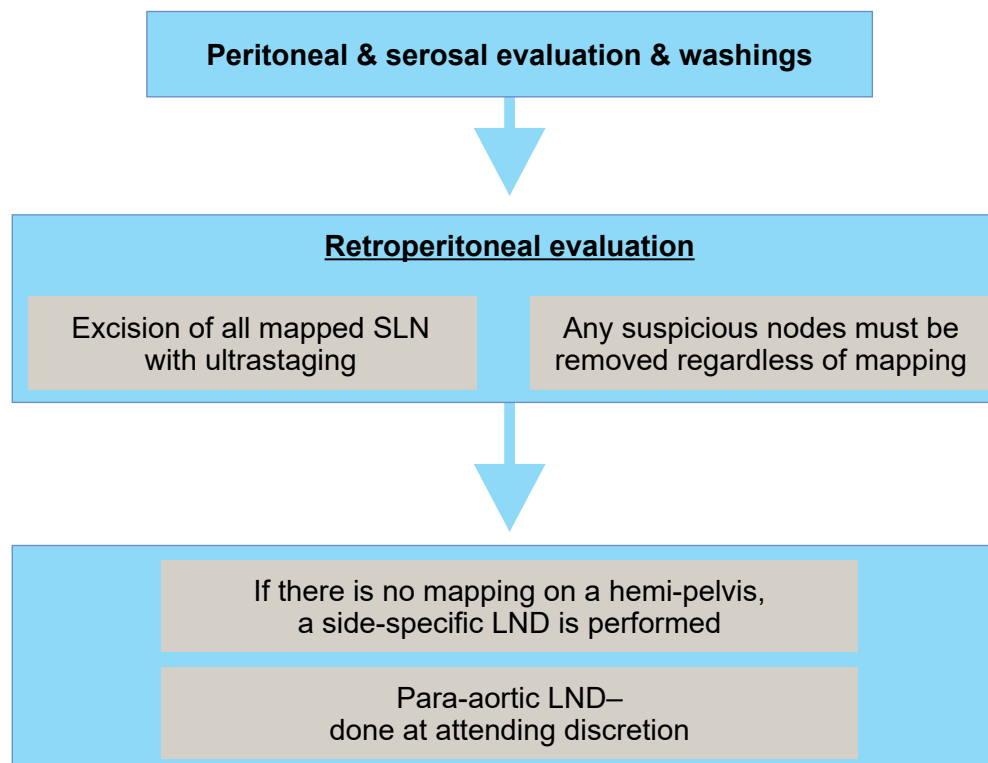 Peritoneal & serosal evaluation & washings
Retroperitoneal evaluation
Excision of all mapped SLN
with ultrastaging
Any suspicious nodes must be
removed regardless of mapping
If there is no mapping on a hemi-pelvis,
a side-specific LND is performed
Para-aortic LND–
done at attending discretion